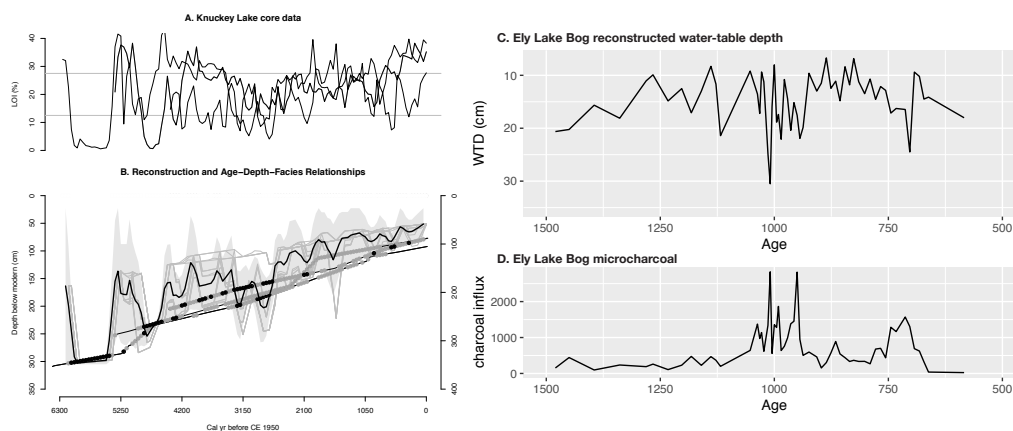 A. Knuckey Lake core data
LOI (%)
40
30
20
10
0
B. Reconstruction and Age–Depth–Facies Relationships
Depth below modern (cm)
0
50
100
150
200
250
300
350
0
100
200
300
400
6300 5250 4200 3150 2100 1050 0
Cal yr before CE 1950
C. Ely Lake Bog reconstructed water-table depth
WTD (cm)
10
20
30
1500 1250 1000 750 500
Age
D. Ely Lake Bog microcharcoal
charcoal influx
2000
1000
0
1500 1250 1000 750 500
Age